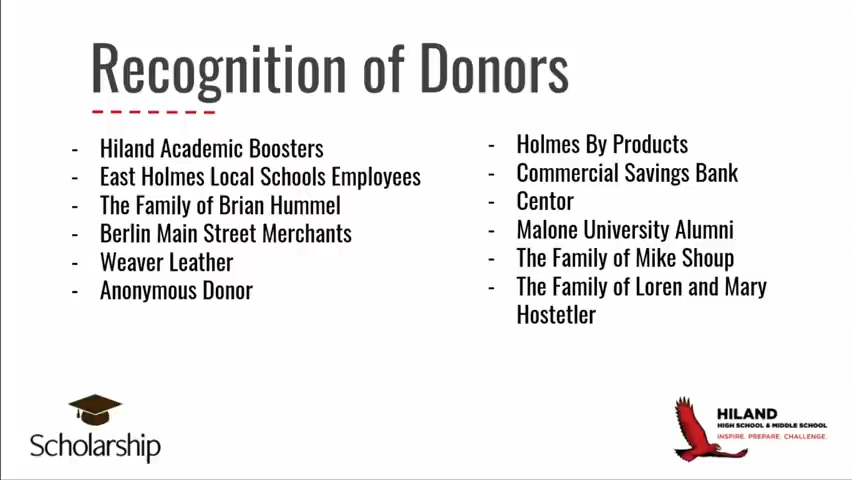 Recognition of Donors
- Hiland Academic Boosters
- East Holmes Local Schools Employees
- The Family of Brian Hummel
- Berlin Main Street Merchants
- Weaver Leather
- Anonymous Donor
- Holmes By Products
- Commercial Savings Bank
- Centor
- Malone University Alumni
- The Family of Mike Shoup
- The Family of Loren and Mary
Hostetler
Scholarship
HILAND
HIGH SCHOOL & MIDDLE SCHOOL
INSPIRE. PREPARE. CHALLENGE.